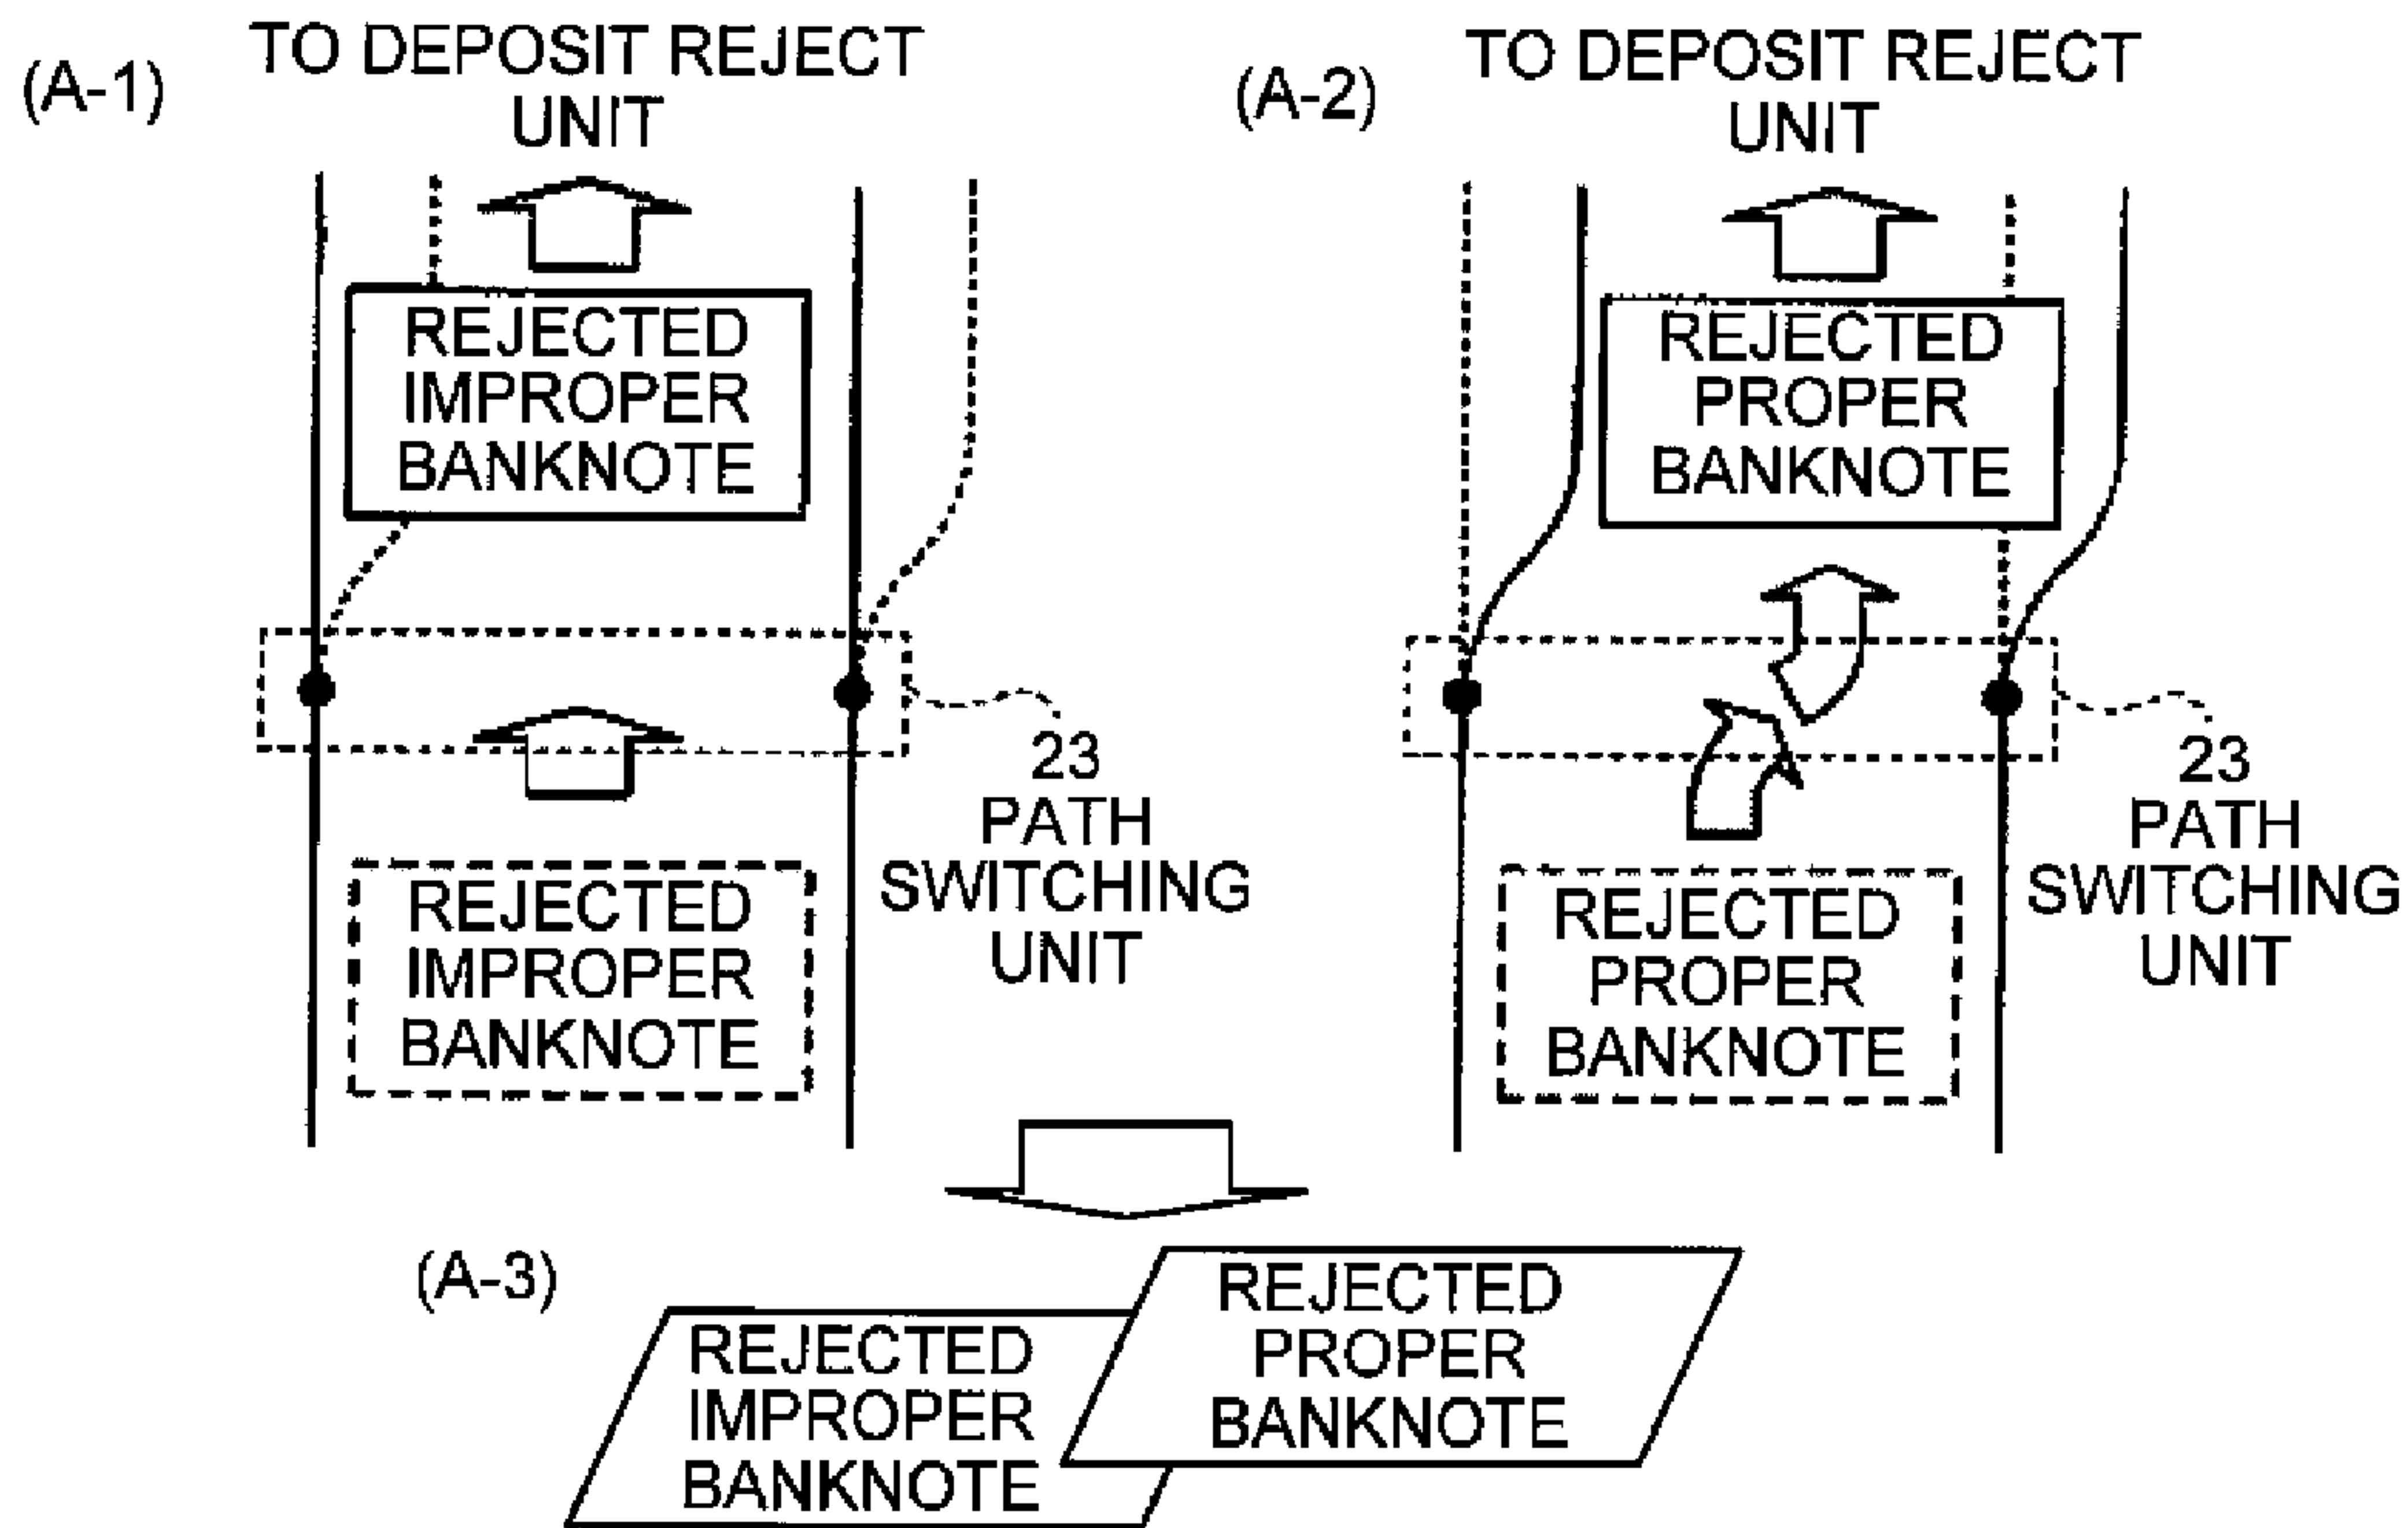 (A-1)
TO DEPOSIT REJECT
UNIT
REJECTED
IMPROPER
BANKNOTE
23
PATH
SWITCHING
UNIT
REJECTED
IMPROPER
BANKNOTE
(A-2)
TO DEPOSIT REJECT
UNIT
REJECTED
PROPER
BANKNOTE
23
PATH
SWITCHING
UNIT
REJECTED
PROPER
BANKNOTE
(A-3)
REJECTED
IMPROPER
BANKNOTE
REJECTED
PROPER
BANKNOTE